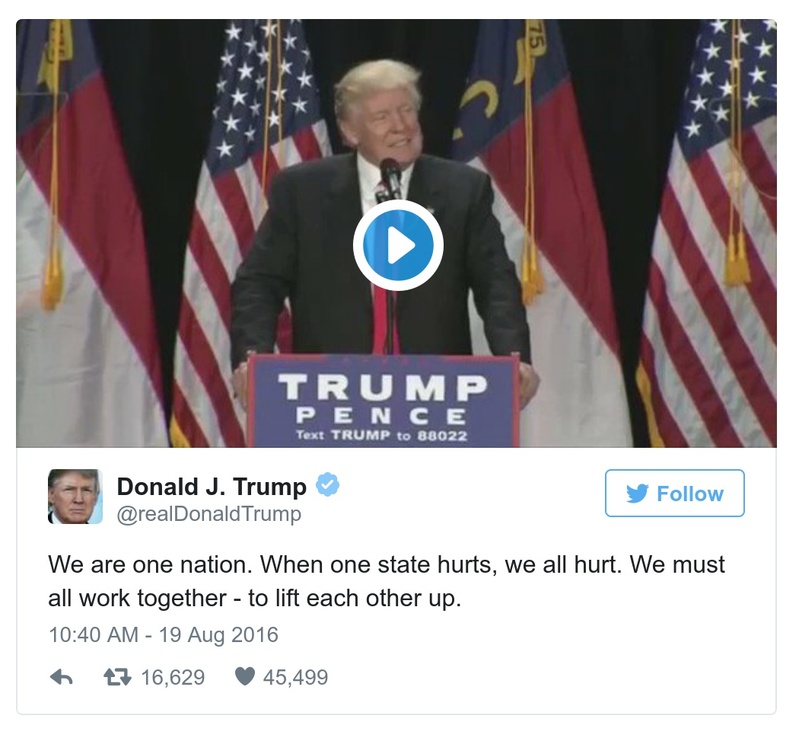 75
TRUMP
PENCE
Text TRUMP to 88022
Donald J. Trump
@realDonaldTrump
Follow
We are one nation. When one state hurts, we all hurt. We must
all work together - to lift each other up.
10:40 AM - 19 Aug 2016
16,629 45,499